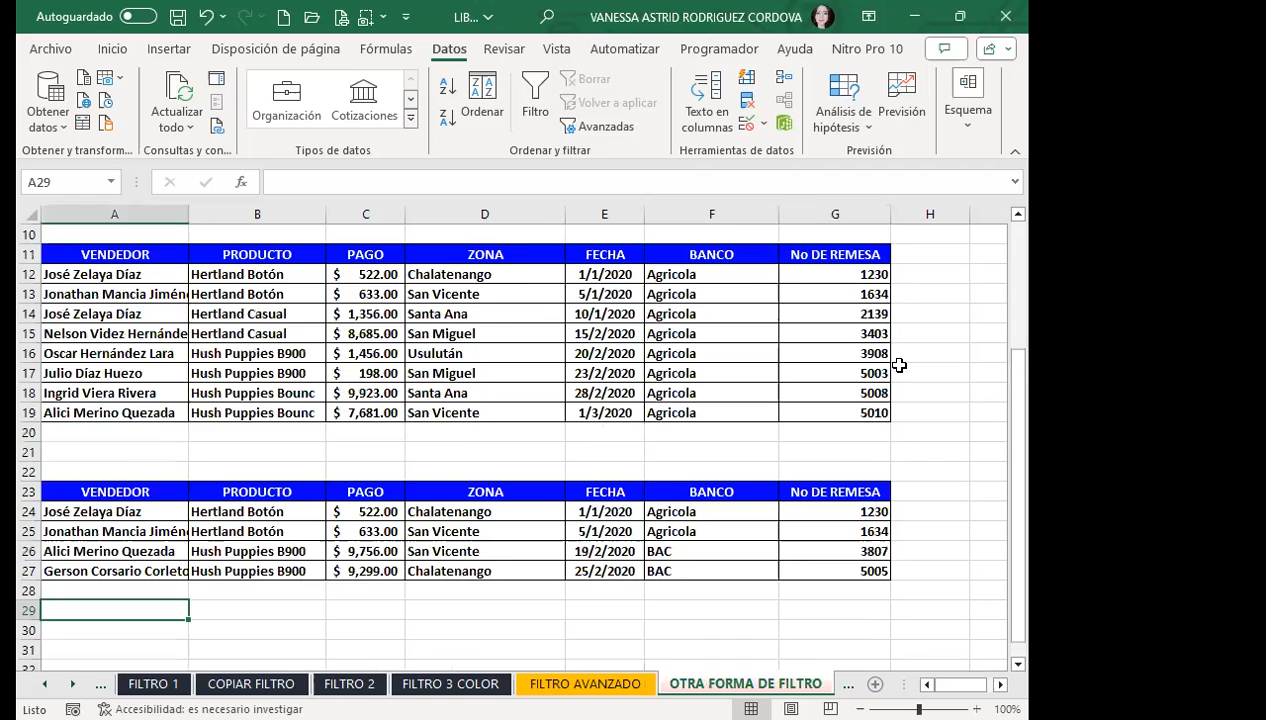 Autoguardado LIB... VANESSA ASTRID RODRIGUEZ CORDOVA
Archivo Inicio Insertar Disposición de página Fórmulas Datos Revisar Vista Automatizar Programador Ayuda Nitro Pro 10
Obtener datos
Actualizar todo
Organización
Cotizaciones
Ordenar
Filtro
Borrar
Volver a aplicar
Avanzadas
Texto en columnas
Análisis de hipótesis
Previsión
Esquema
Obtener y transform... Consultas y con... Tipos de datos Ordenar y filtrar Herramientas de datos Previsión
A29 fx
A B C D E F G H
10
11 VENDEDOR PRODUCTO PAGO ZONA FECHA BANCO No DE REMESA
12 José Zelaya Díaz Hertland Botón $ 522.00 Chalatenango 1/1/2020 Agricola 1230
13 Jonathan Mancia Jimén Hertland Botón $ 633.00 San Vicente 5/1/2020 Agricola 1634
14 José Zelaya Díaz Hertland Casual $ 1,356.00 Santa Ana 10/1/2020 Agricola 2139
15 Nelson Videz Hernánde Hertland Casual $ 8,685.00 San Miguel 15/2/2020 Agricola 3403
16 Oscar Hernández Lara Hush Puppies B900 $ 1,456.00 Usulután 20/2/2020 Agricola 3908
17 Julio Díaz Huezo Hush Puppies B900 $ 198.00 San Miguel 23/2/2020 Agricola 5003
18 Ingrid Viera Rivera Hush Puppies Bounc $ 9,923.00 Santa Ana 28/2/2020 Agricola 5008
19 Alici Merino Quezada Hush Puppies Bounc $ 7,681.00 San Vicente 1/3/2020 Agricola 5010
20
21
22
23 VENDEDOR PRODUCTO PAGO ZONA FECHA BANCO No DE REMESA
24 José Zelaya Díaz Hertland Botón $ 522.00 Chalatenango 1/1/2020 Agricola 1230
25 Jonathan Mancia Jimén Hertland Botón $ 633.00 San Vicente 5/1/2020 Agricola 1634
26 Alici Merino Quezada Hush Puppies B900 $ 9,756.00 San Vicente 19/2/2020 BAC 3807
27 Gerson Corsario Corleto Hush Puppies B900 $ 9,299.00 Chalatenango 25/2/2020 BAC 5005
28
29
30
31
32
... FILTRO 1 COPIAR FILTRO FILTRO 2 FILTRO 3 COLOR FILTRO AVANZADO OTRA FORMA DE FILTRO ...
Listo Accesibilidad: es necesario investigar 100%